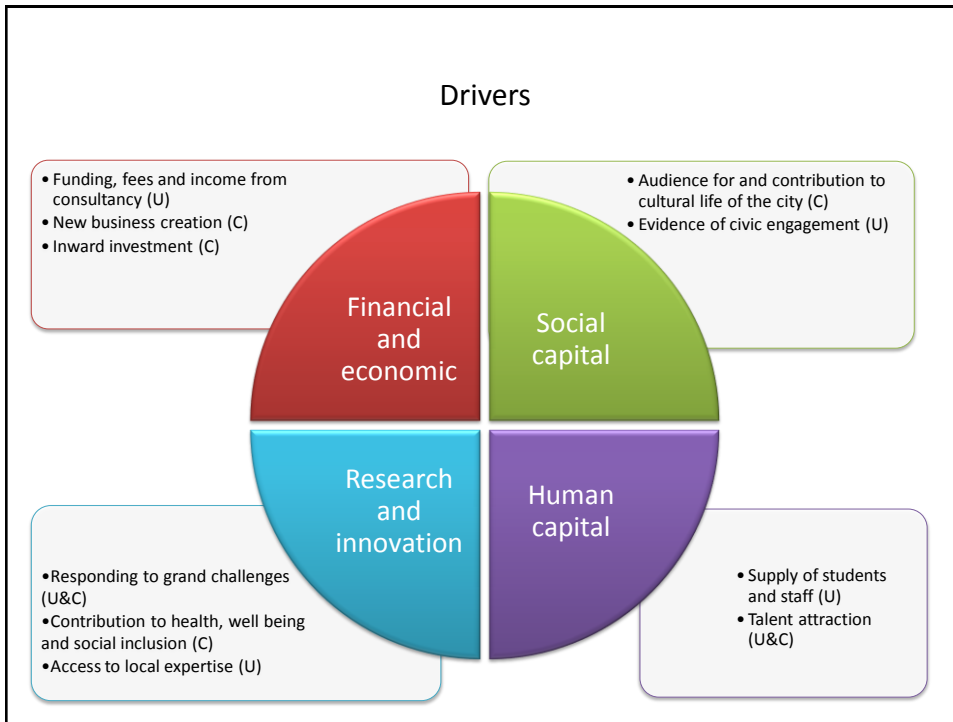 Drivers
• Funding, fees and income from
consultancy (U)
• New business creation (C)
• Inward investment (C)
• Audience for and contribution to
cultural life of the city (C)
• Evidence of civic engagement (U)
Financial
and
economic
Social
capital
Research
and
innovation
Human
capital
•Responding to grand challenges
(U&C)
•Contribution to health, well being
and social inclusion (C)
•Access to local expertise (U)
• Supply of students
and staff (U)
• Talent attraction
(U&C)